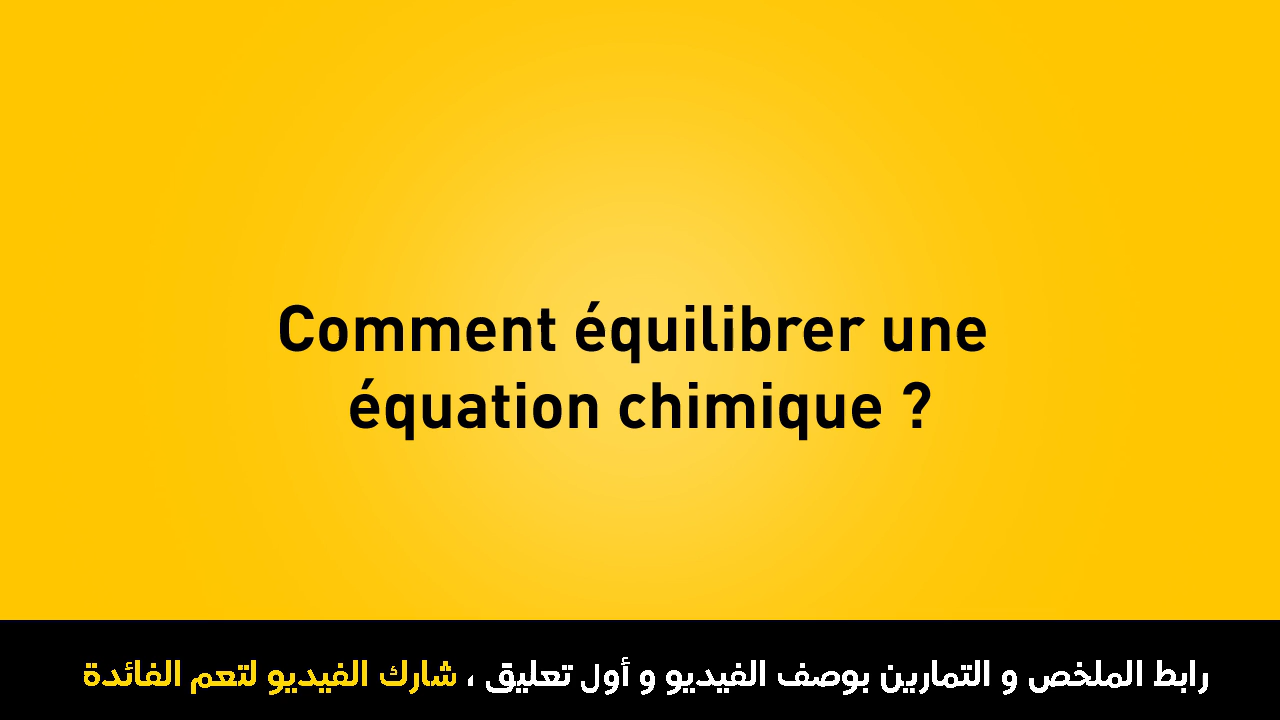 Comment équilibrer une
équation chimique ?
رابط الملخص و التمارين بوصف الفيديو و أول تعليق ، شارك الفيديو لتعم الفائدة